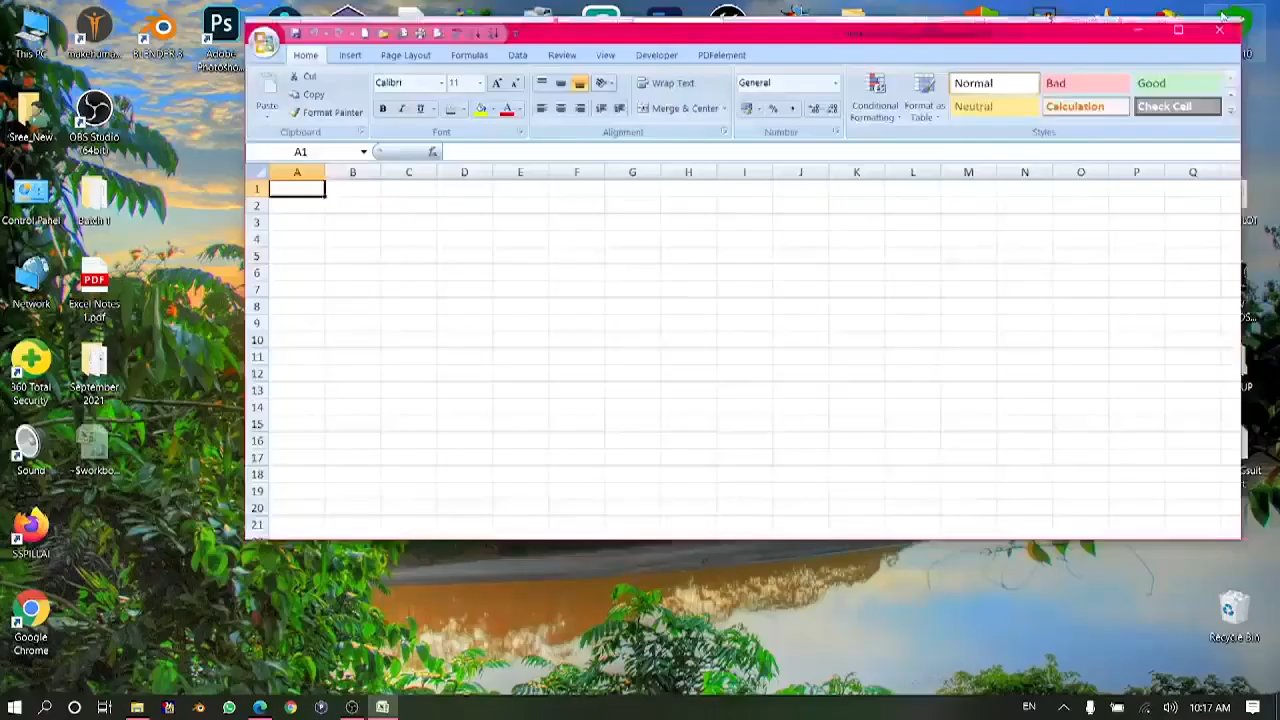 This PC
makehuma...
BLENDER 3
Ps
Adobe
Photosho...
Sree_New
OBS Studio
(64bit)
Control Panel
Batch 1
Network
PDF
Excel Notes
1.pdf
360 Total
Security
September
2021
Sound
~$workbo...
SSPILLAI
Google
Chrome
Home
Insert
Page Layout
Formulas
Data
Review
View
Developer
PDFelement
Paste
Cut
Copy
Format Painter
Clipboard
Calibri
11
B I U
Font
Wrap Text
Merge & Center
Alignment
General
%
Number
Conditional
Formatting
Format as
Table
Normal
Bad
Good
Neutral
Calculation
Check Cell
Styles
A1
A B C D E F G H I J K L M N O P Q
1
2
3
4
5
6
7
8
9
10
11
12
13
14
15
16
17
18
19
20
21
UP
Recycle Bin
EN
10:17 AM